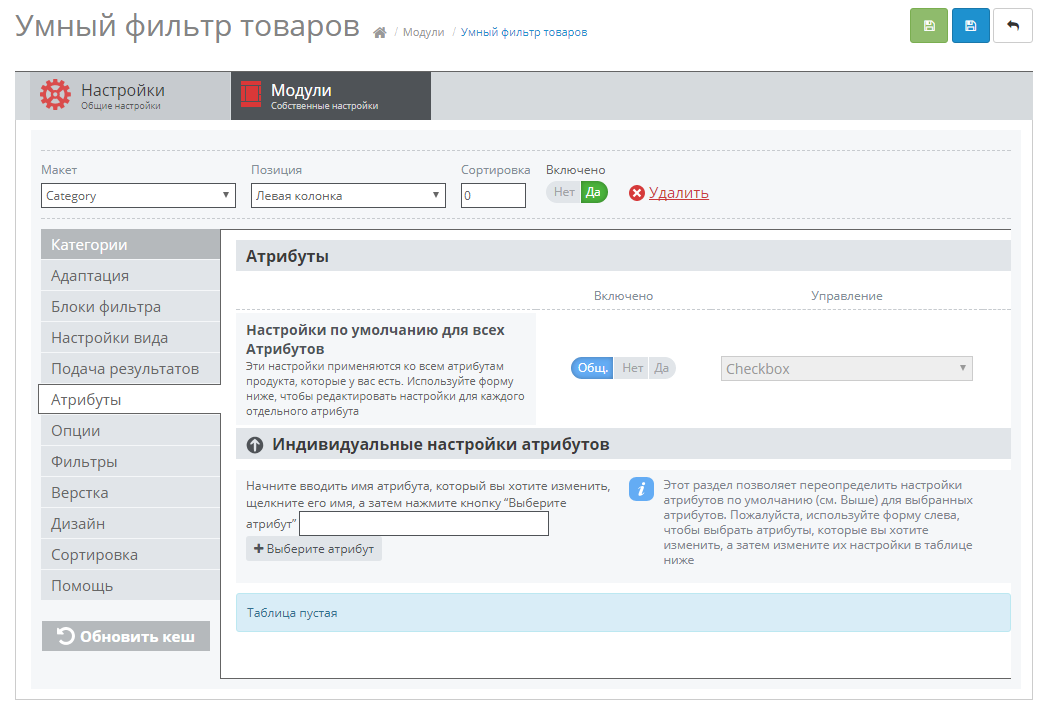 Умный фильтр товаров / Модули / Умный фильтр товаров
Настройки
Общие настройки
Модули
Собственные настройки
Макет
Позиция
Сортировка
Включено
Category
Левая колонка
0
Нет Да
Удалить
Категории
Адаптация
Блоки фильтра
Настройки вида
Подача результатов
Атрибуты
Опции
Фильтры
Верстка
Дизайн
Сортировка
Помощь
Обновить кеш
Атрибуты
Включено
Управление
Настройки по умолчанию для всех
Атрибутов
Эти настройки применяются ко всем атрибутам
продукта, которые у вас есть. Используйте форму
ниже, чтобы редактировать настройки для каждого
отдельного атрибута
Общ. Нет Да
Checkbox
Индивидуальные настройки атрибутов
Начните вводить имя атрибута, который вы хотите изменить,
щелкните его имя, а затем нажмите кнопку “Выберите
атрибут”
+ Выберите атрибут
i
Этот раздел позволяет переопределить настройки
атрибутов по умолчанию (см. Выше) для выбранных
атрибутов. Пожалуйста, используйте форму слева,
чтобы выбрать атрибуты, которые вы хотите
изменить, а затем измените их настройки в таблице
ниже
Таблица пустая